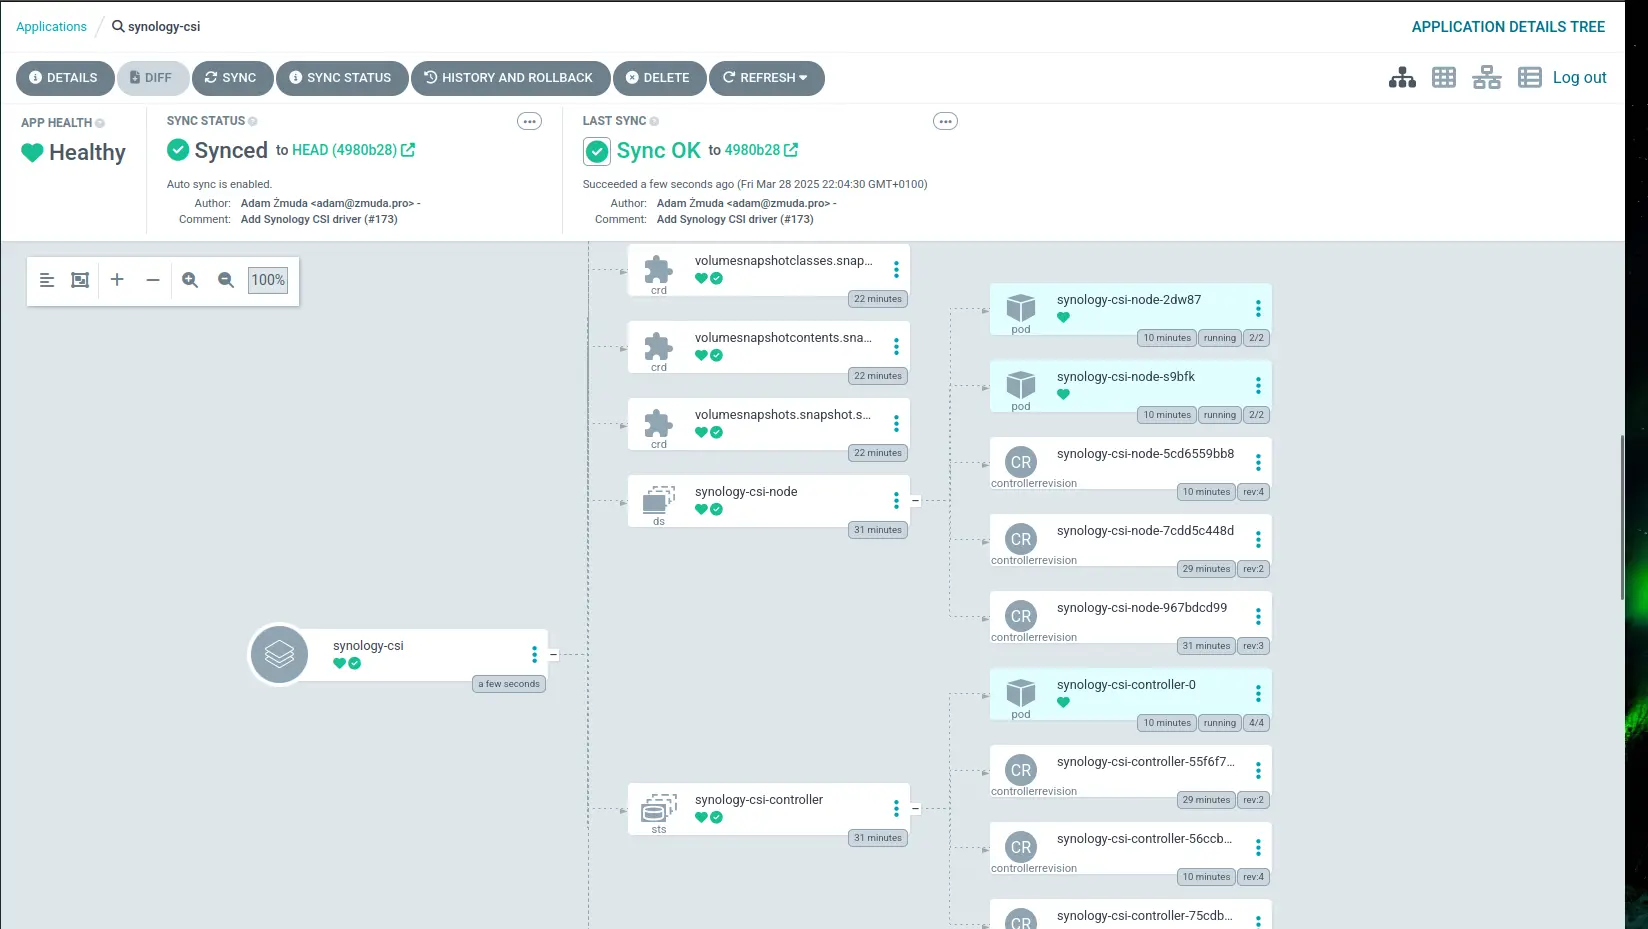 Applications / synology-csi
APPLICATION DETAILS TREE
DETAILS DIFF SYNC SYNC STATUS HISTORY AND ROLLBACK DELETE REFRESH
Log out
APP HEALTH
Healthy
SYNC STATUS
Synced to HEAD (4980b28)
Auto sync is enabled.
Author: Adam Żmuda <adam@zmuda.pro> -
Comment: Add Synology CSI driver (#173)
LAST SYNC
Sync OK to 4980b28
Succeeded a few seconds ago (Fri Mar 28 2025 22:04:30 GMT+0100)
Author: Adam Żmuda <adam@zmuda.pro> -
Comment: Add Synology CSI driver (#173)
100%
synology-csi
a few seconds
volumesnapshotclasses.snap...
crd
22 minutes
volumesnapshotcontents.sna...
crd
22 minutes
volumesnapshots.snapshot.s...
crd
22 minutes
synology-csi-node
ds
31 minutes
synology-csi-controller
sts
31 minutes
synology-csi-node-2dw87
pod
10 minutes running 2/2
synology-csi-node-s9bfk
pod
10 minutes running 2/2
synology-csi-node-5cd6559bb8
CR
controllerrevision
10 minutes rev:4
synology-csi-node-7cdd5c448d
CR
controllerrevision
29 minutes rev:2
synology-csi-node-967bdcd99
CR
controllerrevision
31 minutes rev:3
synology-csi-controller-0
pod
10 minutes running 4/4
synology-csi-controller-55f6f7...
CR
controllerrevision
29 minutes rev:2
synology-csi-controller-56ccb...
CR
controllerrevision
10 minutes rev:4
synology-csi-controller-75cdb...
CR